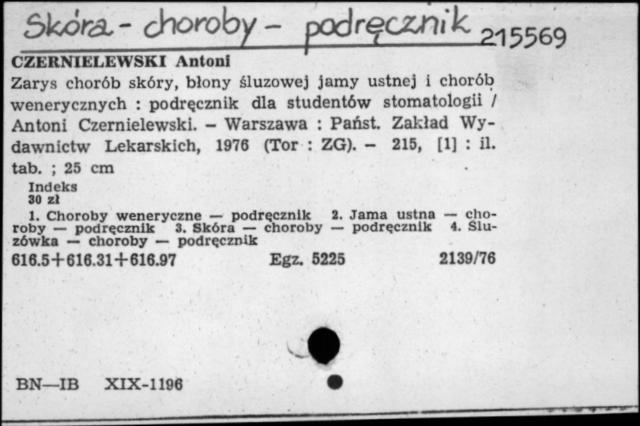 Skóra - choroby - podręcznik 215569
CZERNIELEWSKI Antoni
Zarys chorób skóry, błony śluzowej jamy ustnej i chorób
wenerycznych : podręcznik dla studentów stomatologii /
Antoni Czernielewski. — Warszawa : Państ. Zakład Wy-
dawnictw Lekarskich, 1976 (Tor : ZG). — 215, [1] : il.
tab. ; 25 cm
Indeks
30 zł
1. Choroby weneryczne — podręcznik 2. Jama ustna — cho-
roby — podręcznik 3. Skóra — choroby — podręcznik 4. Ślu-
zówka — choroby — podręcznik
616.5+616.31+616.97 Egz. 5225 2139/76
BN—IB XIX-1196